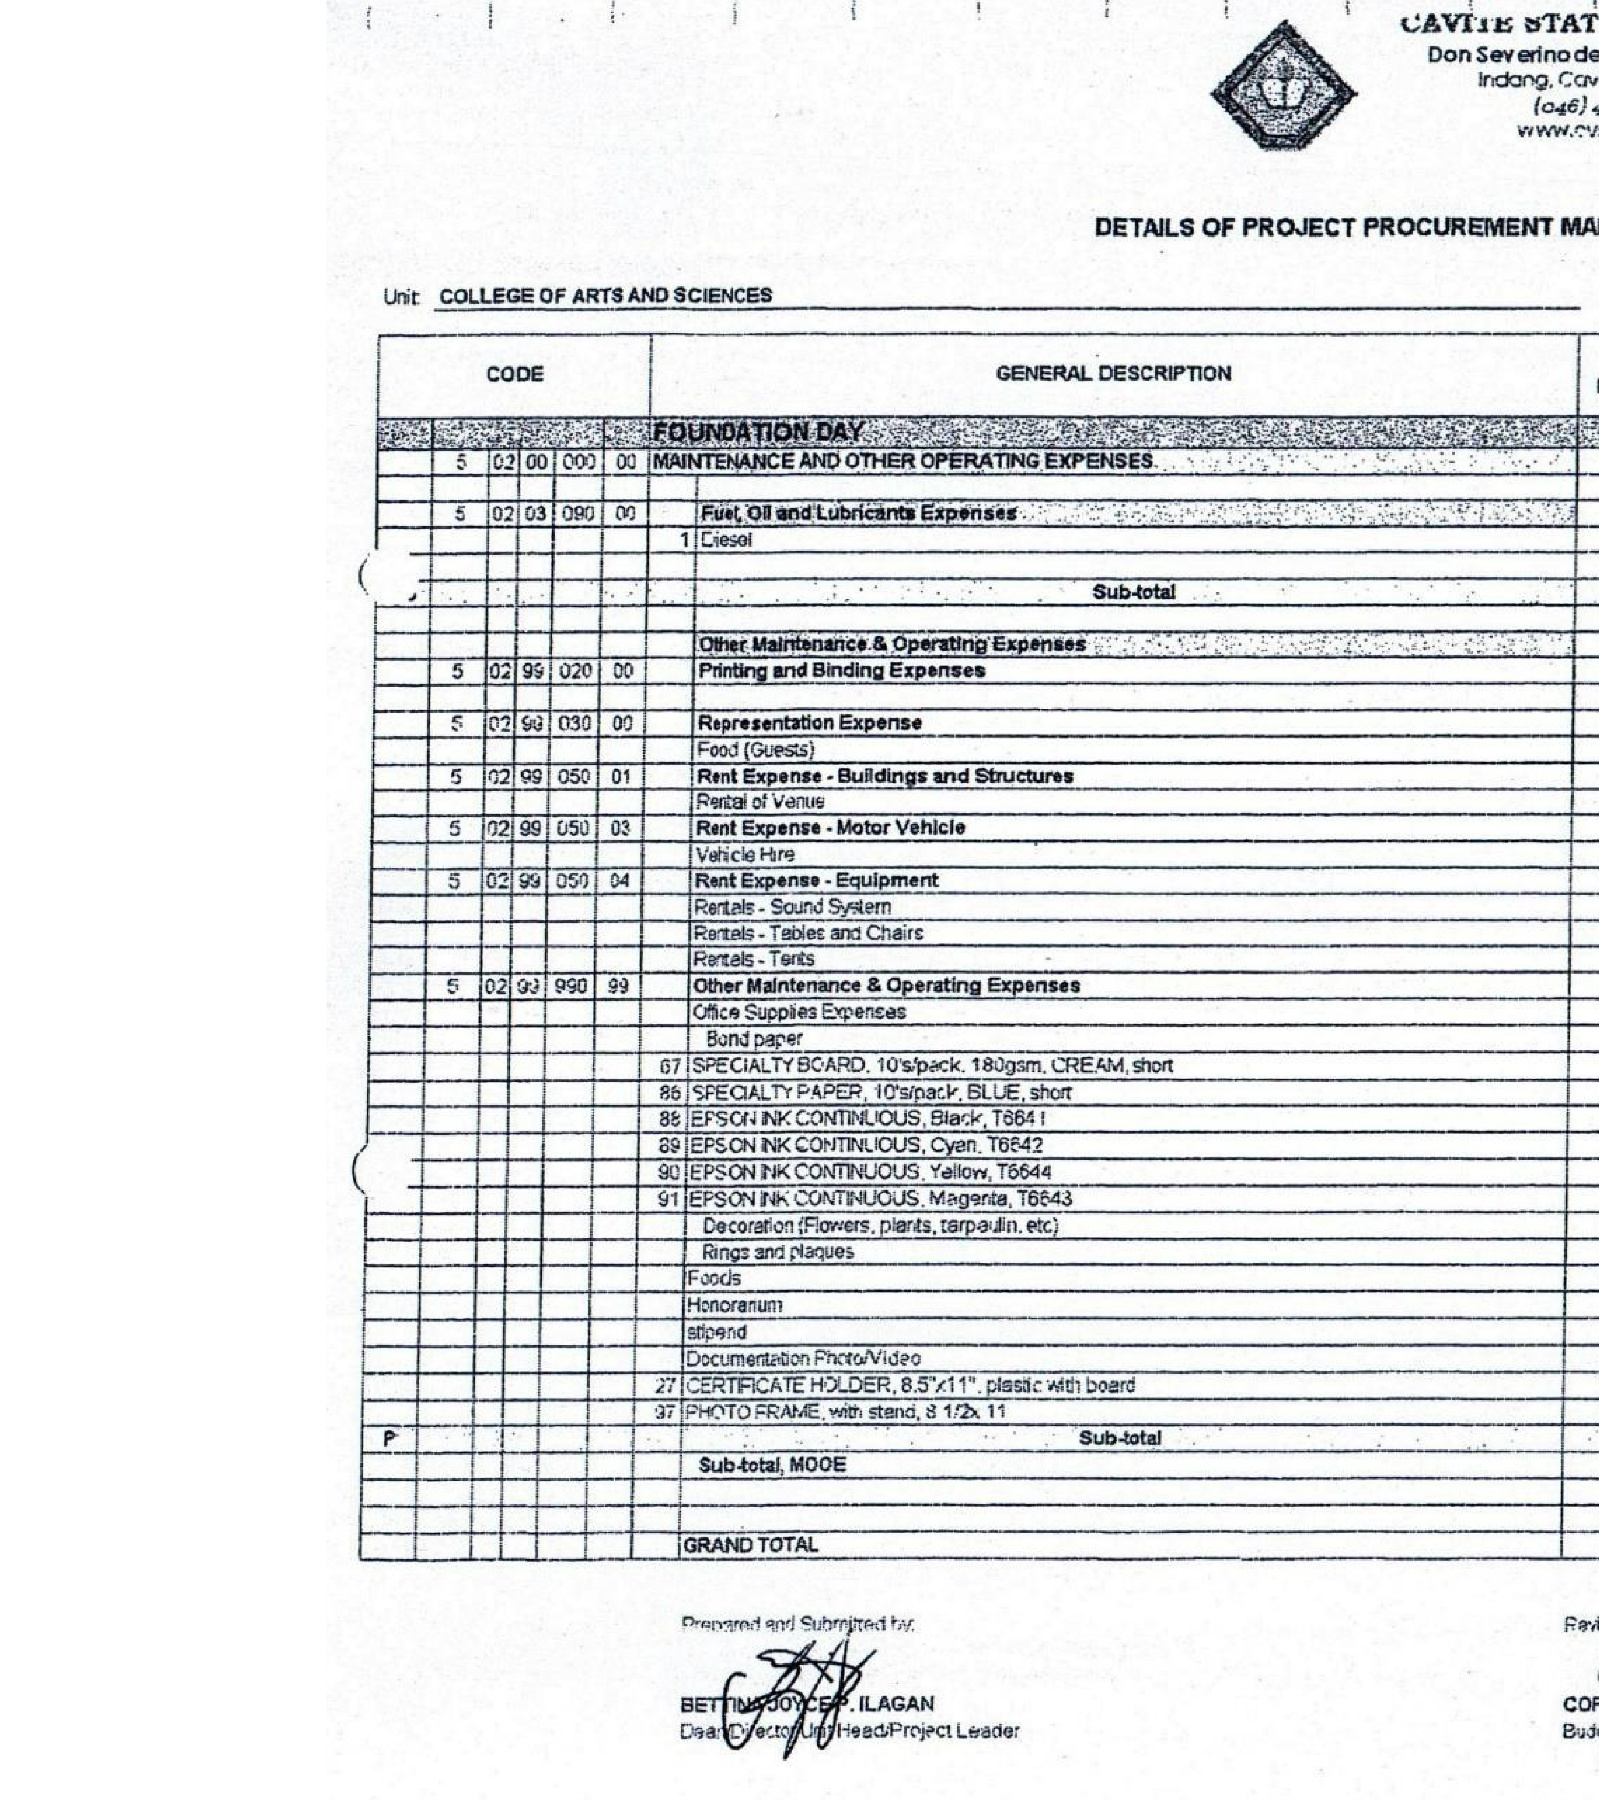 CAVITE STAT
Don Severino de
Indang, Cav
(046) 4
www.cv
DETAILS OF PROJECT PROCUREMENT MA
Unit: COLLEGE OF ARTS AND SCIENCES
CODE GENERAL DESCRIPTION
FOUNDATION DAY
5 02 00 000 00 MAINTENANCE AND OTHER OPERATING EXPENSES
5 02 03 090 00 Fuel, Oil and Lubricants Expenses
1 Diesel
Sub-total
Other Maintenance & Operating Expenses
5 02 99 020 00 Printing and Binding Expenses
5 02 99 030 00 Representation Expense
Food (Guests)
5 02 99 050 01 Rent Expense - Buildings and Structures
Rental of Venue
5 02 99 050 03 Rent Expense - Motor Vehicle
Vehicle Hire
5 02 99 050 04 Rent Expense - Equipment
Rentals - Sound System
Rentals - Tables and Chairs
Rentals - Tents
5 02 99 990 99 Other Maintenance & Operating Expenses
Office Supplies Expenses
Bond paper
67 SPECIALTY BOARD, 10's/pack, 180gsm, CREAM, short
86 SPECIALTY PAPER, 10's/pack, BLUE, short
88 EPSON INK CONTINUOUS, Black, T6641
89 EPSON INK CONTINUOUS, Cyan, T6642
90 EPSON INK CONTINUOUS, Yellow, T6644
91 EPSON INK CONTINUOUS, Magenta, T6643
Decoration (Flowers, plants, tarpaulin, etc)
Rings and plaques
Foods
Honorarium
stipend
Documentation Photo/Video
27 CERTIFICATE HOLDER, 8.5"x11", plastic with board
97 PHOTO FRAME, with stend, 8 1/2x 11
P Sub-total
Sub-total, MOOE
GRAND TOTAL
Prepared and Submitted by: Revi
BETTINA JOYCE P. ILAGAN COR
Dean/Director/Unit Head/Project Leader Budg